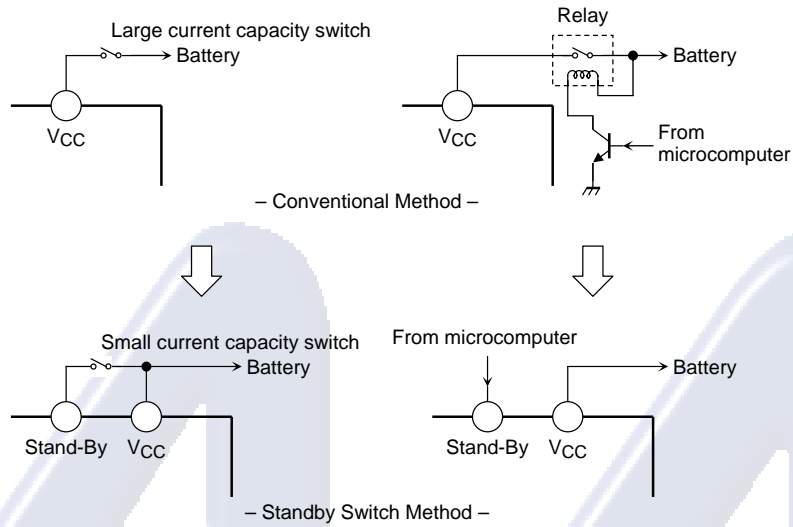 Relay
Large current capacity switch
Battery
Battery
VCC
VCC
From
microcomputer
– Conventional Method –
Small current capacity switch
Battery
From microcomputer
Battery
Stand-By
VCC
Stand-By
VCC
– Standby Switch Method –